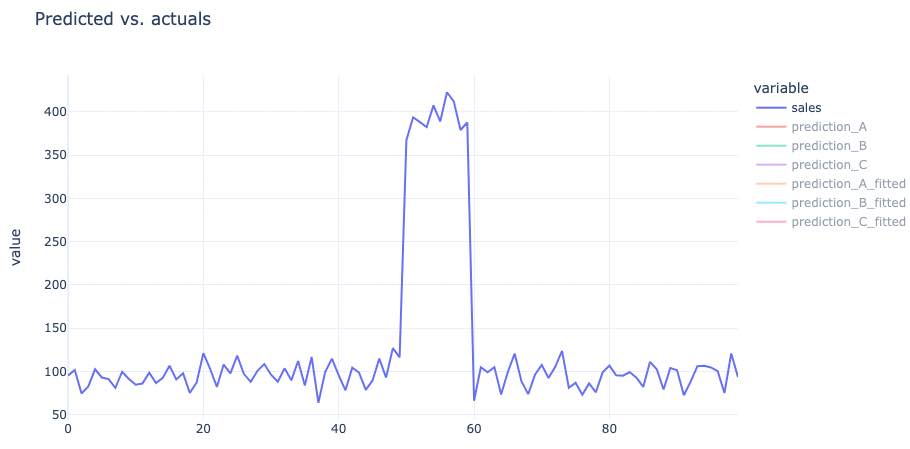 Predicted vs. actuals
variable
sales
prediction_A
prediction_B
prediction_C
prediction_A_fitted
prediction_B_fitted
prediction_C_fitted
value
400
350
300
250
200
150
100
50
0
20
40
60
80